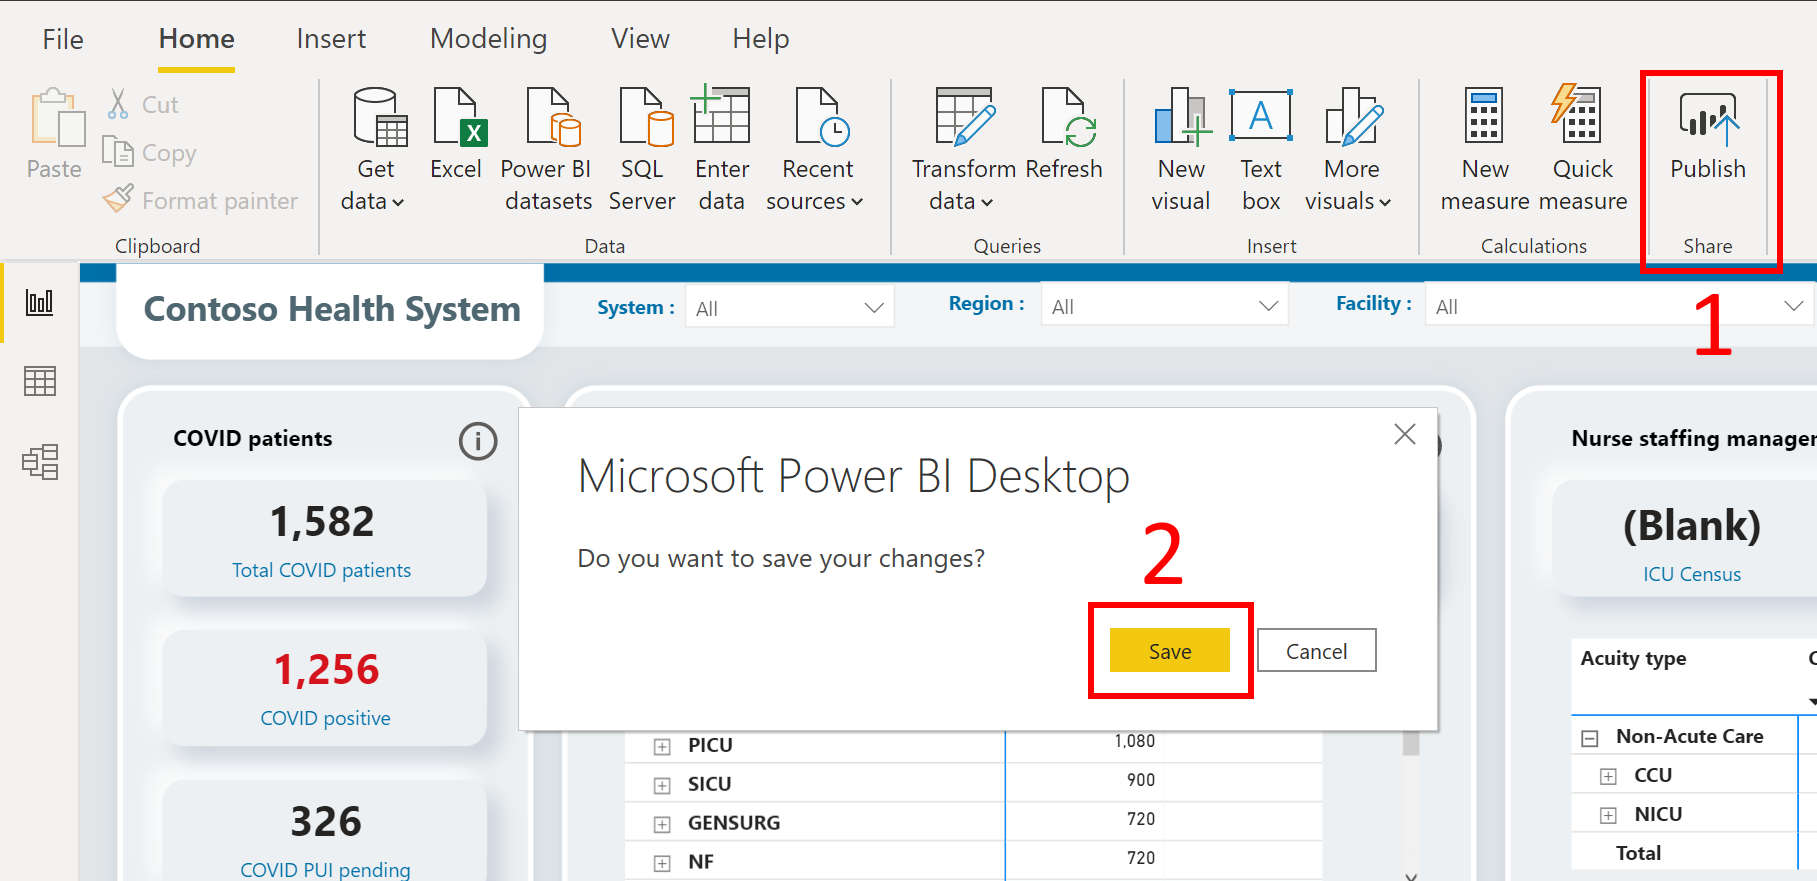 File Home Insert Modeling View Help
Paste
Cut
Copy
Format painter
Clipboard
Get data
Excel
Power BI datasets
SQL Server
Enter data
Recent sources
Data
Transform data
Refresh
Queries
New visual
Text box
More visuals
Insert
New measure
Quick measure
Calculations
Publish
Share
1
Contoso Health System
System : All
Region : All
Facility : All
COVID patients
1,582
Total COVID patients
1,256
COVID positive
326
COVID PUI pending
Microsoft Power BI Desktop
Do you want to save your changes?
2
Save
Cancel
PICU 1,080
SICU 900
GENSURG 720
NF 720
Nurse staffing manager
(Blank)
ICU Census
Acuity type
Non-Acute Care
CCU
NICU
Total